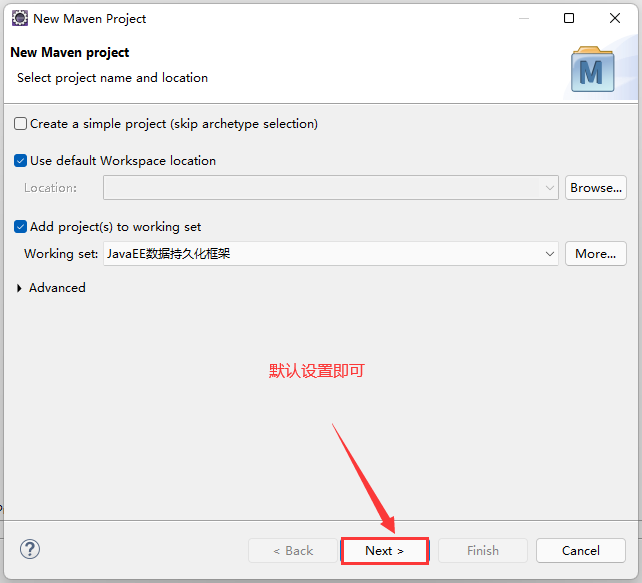 New Maven Project
New Maven project
Select project name and location
M
Create a simple project (skip archetype selection)
Use default Workspace location
Location:
Browse...
Add project(s) to working set
Working set:
JavaEE数据持久化框架
More...
Advanced
默认设置即可
?
< Back
Next >
Finish
Cancel